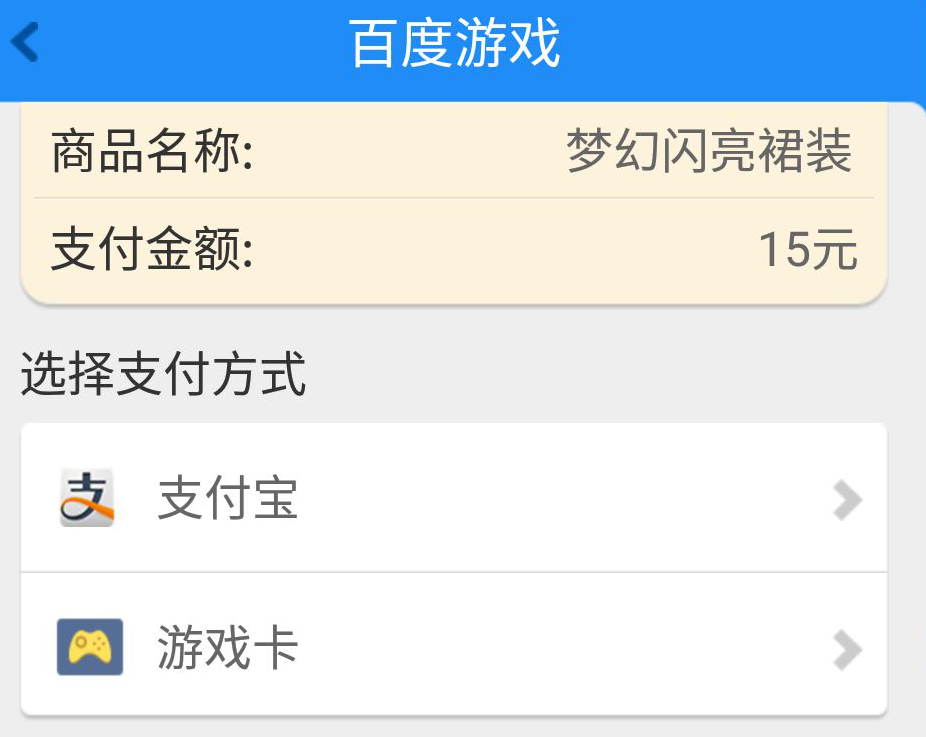 百度游戏
商品名称: 梦幻闪亮裙装
支付金额: 15元
选择支付方式
支 支付宝
游戏卡